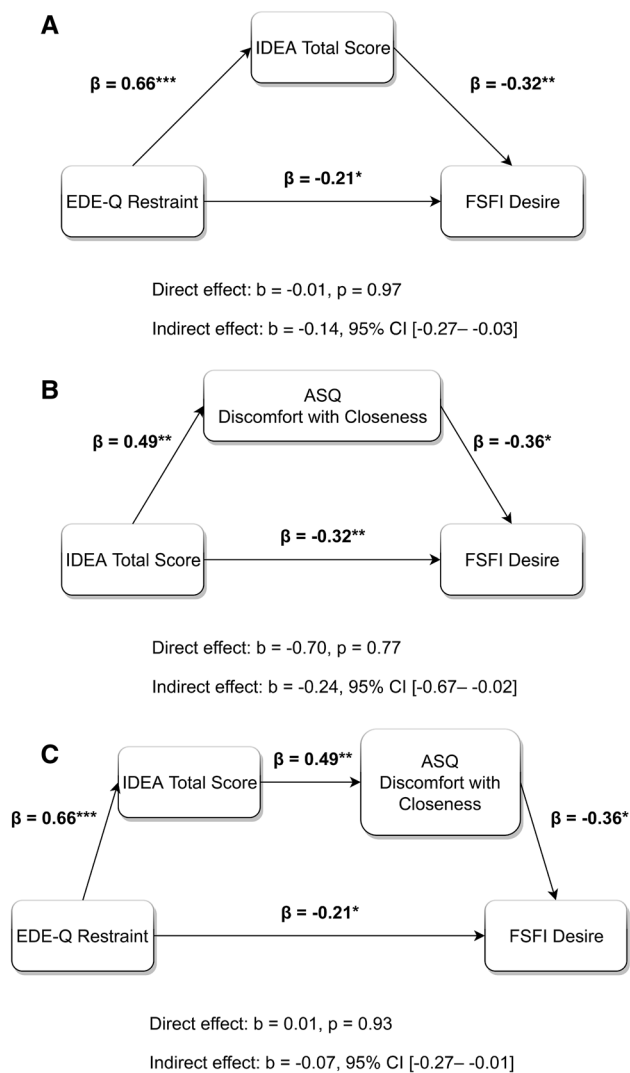 A
IDEA Total Score
β = 0.66***
β = -0.32**
β = -0.21*
EDE-Q Restraint
FSFI Desire
Direct effect: b = -0.01, p = 0.97
Indirect effect: b = -0.14, 95% CI [-0.27– -0.03]
B
ASQ
Discomfort with Closeness
β = 0.49**
β = -0.36*
β = -0.32**
IDEA Total Score
FSFI Desire
Direct effect: b = -0.70, p = 0.77
Indirect effect: b = -0.24, 95% CI [-0.67– -0.02]
C
IDEA Total Score
β = 0.49**
ASQ
Discomfort with
Closeness
β = 0.66***
β = -0.36*
β = -0.21*
EDE-Q Restraint
FSFI Desire
Direct effect: b = 0.01, p = 0.93
Indirect effect: b = -0.07, 95% CI [-0.27– -0.01]